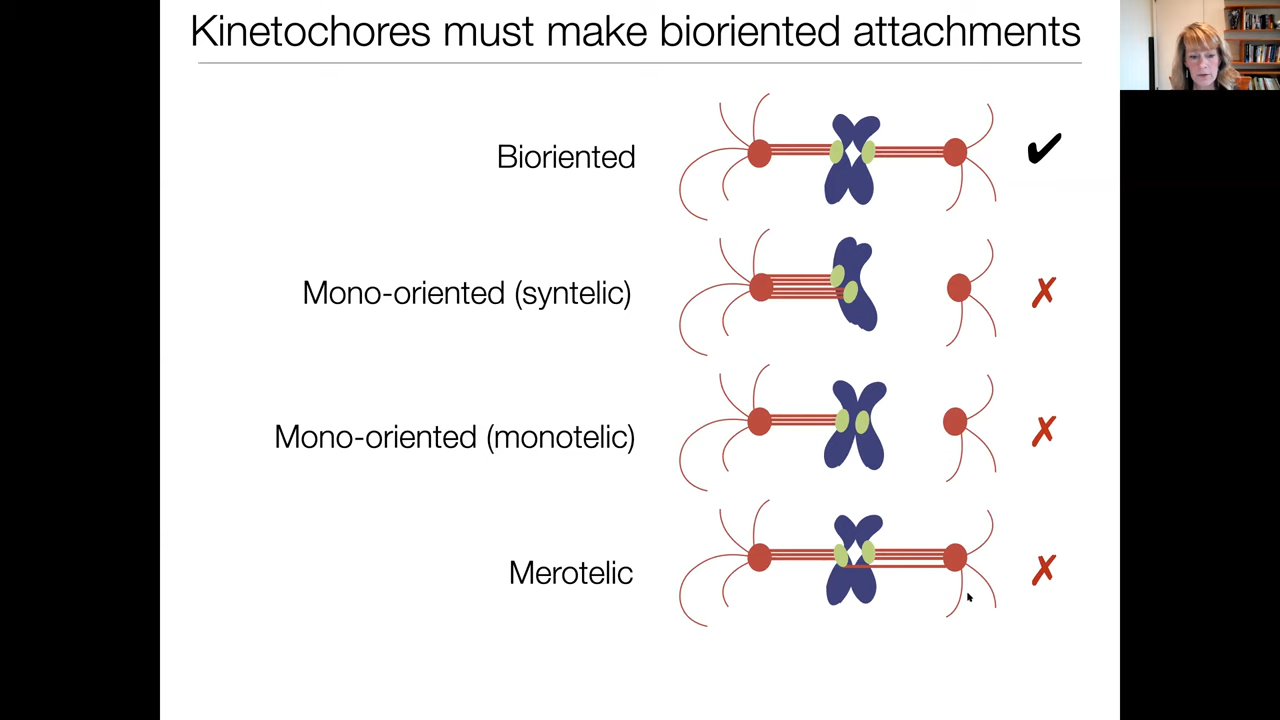 Kinetochores must make bioriented attachments
Bioriented
Mono-oriented (syntelic)
Mono-oriented (monotelic)
Merotelic